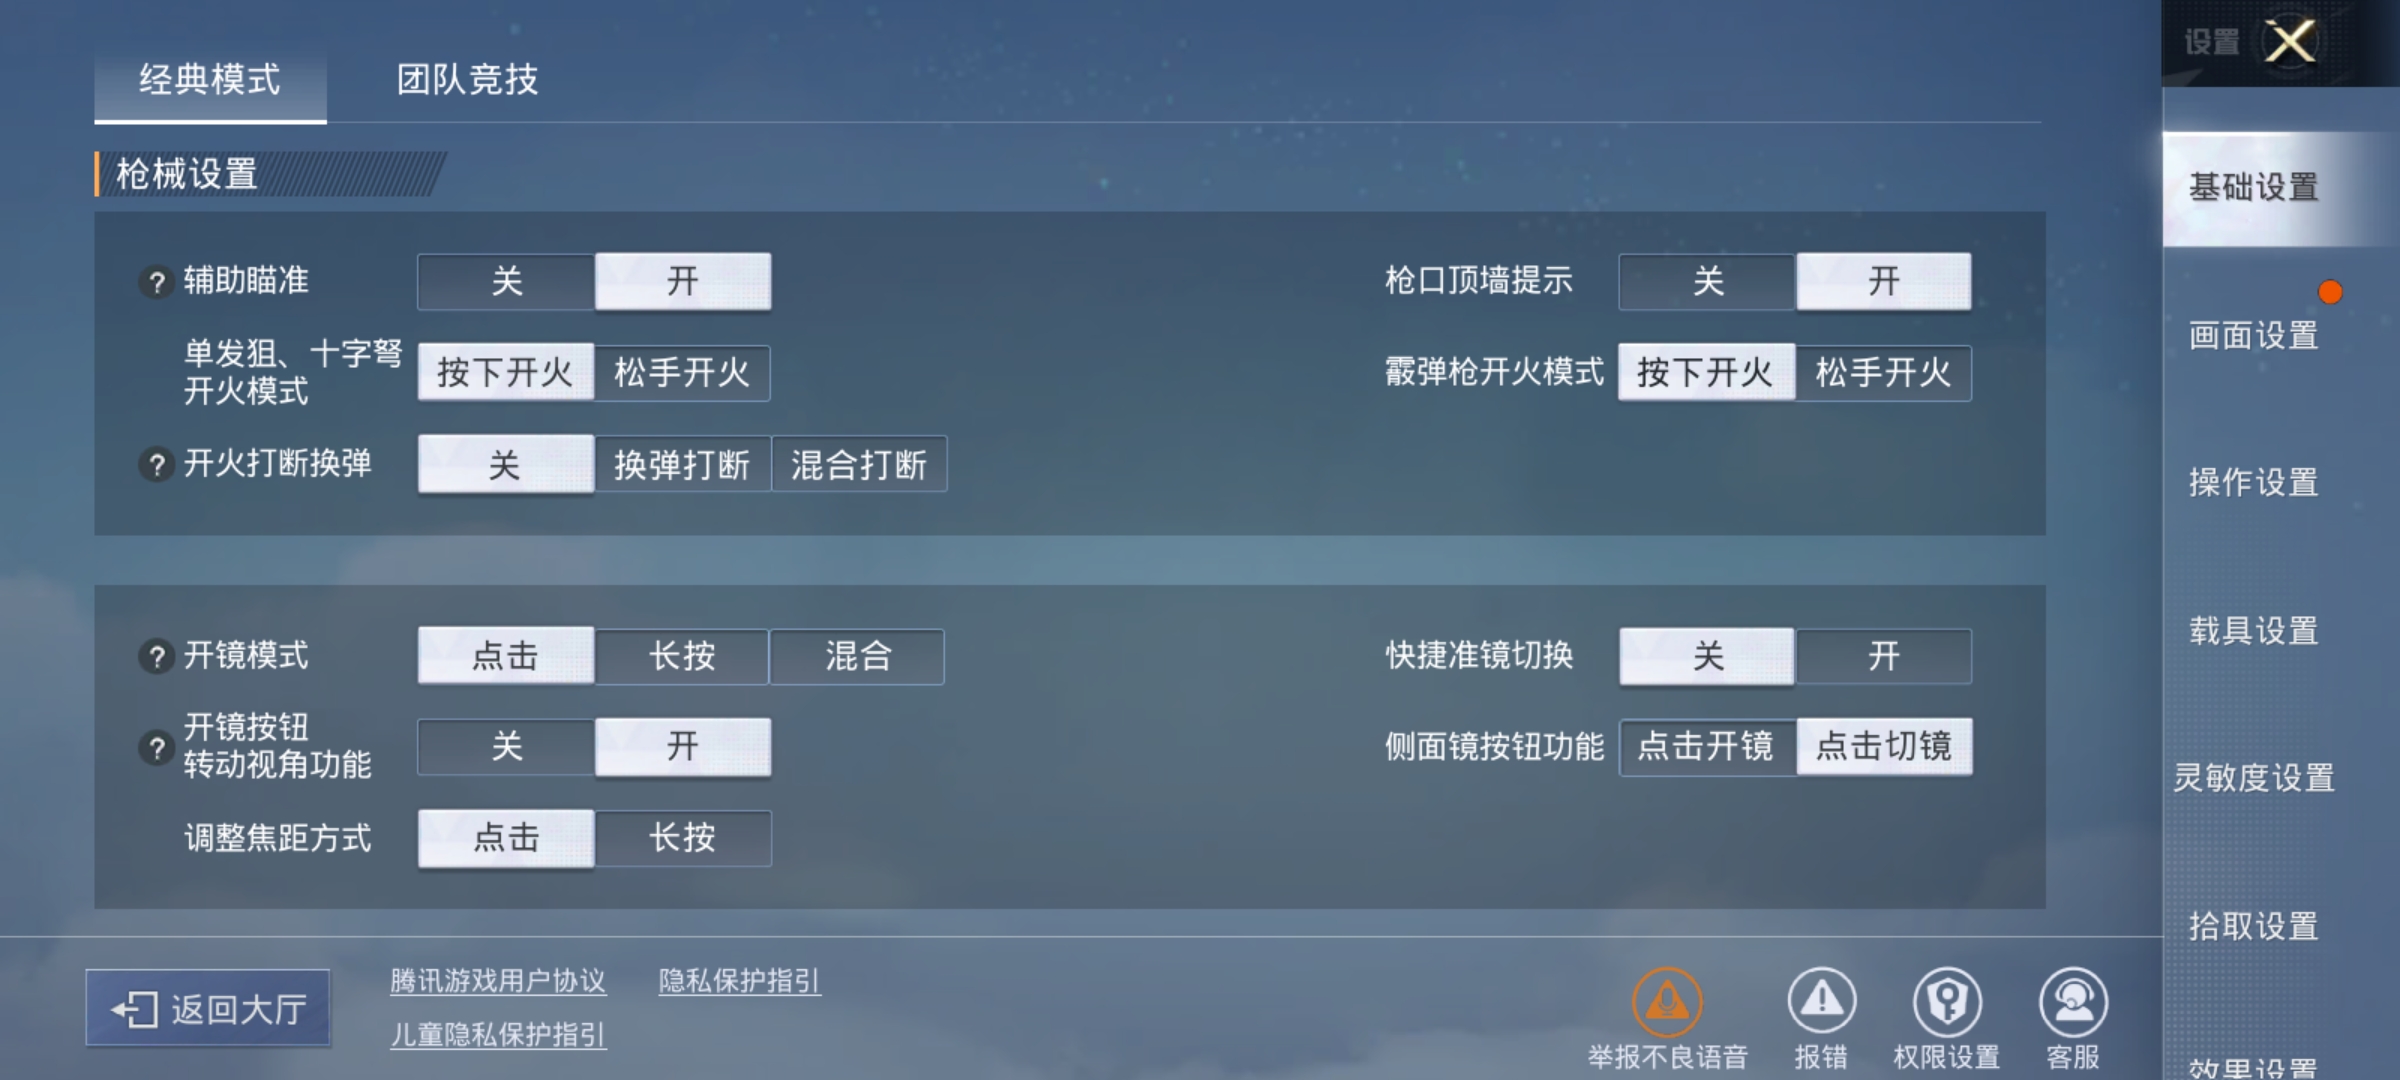 经典模式 团队竞技
设置
枪械设置
基础设置
? 辅助瞄准 关 开
枪口顶墙提示 关 开
画面设置
单发狙、十字弩
开火模式 按下开火 松手开火
霰弹枪开火模式 按下开火 松手开火
? 开火打断换弹 关 换弹打断 混合打断
操作设置
? 开镜模式 点击 长按 混合
快捷准镜切换 关 开
载具设置
? 开镜按钮
转动视角功能 关 开
侧面镜按钮功能 点击开镜 点击切镜
灵敏度设置
调整焦距方式 点击 长按
拾取设置
返回大厅
腾讯游戏用户协议 隐私保护指引
儿童隐私保护指引
举报不良语音 报错 权限设置 客服
效果设置